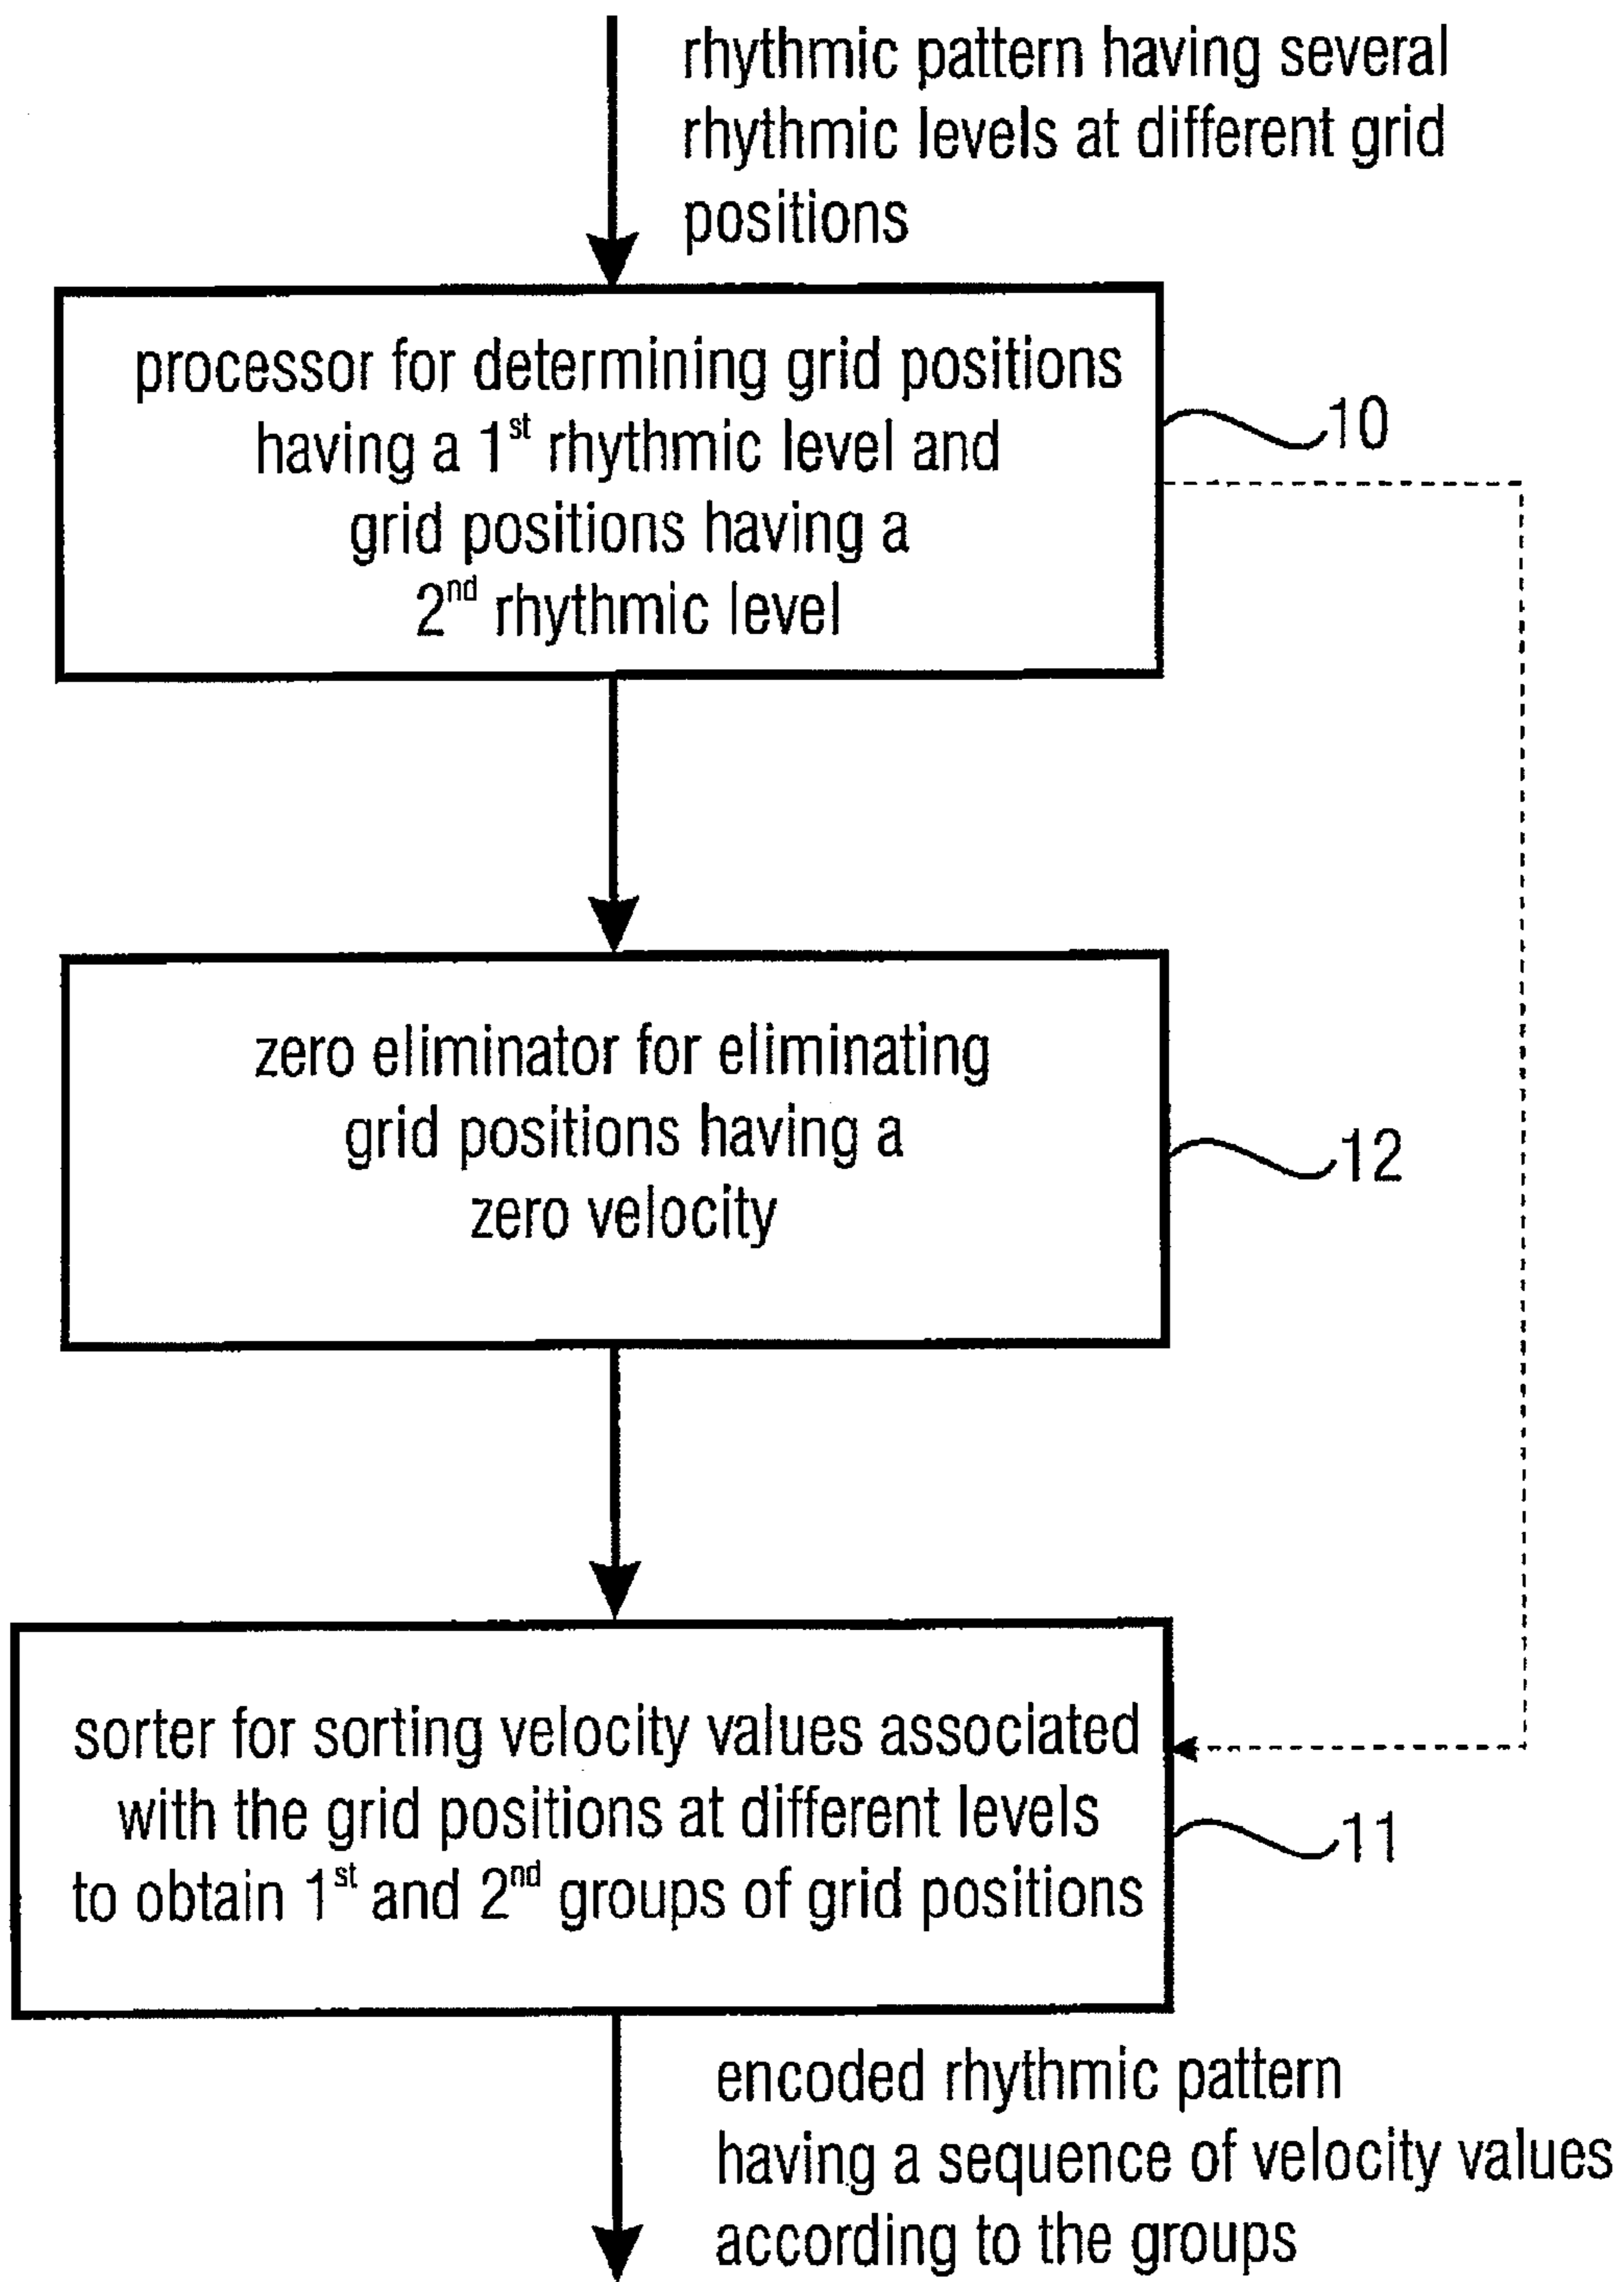 rhythmic pattern having several
rhythmic levels at different grid
positions
processor for determining grid positions
having a 1st rhythmic level and
grid positions having a
2nd rhythmic level
10
zero eliminator for eliminating
grid positions having a
zero velocity
12
sorter for sorting velocity values associated
with the grid positions at different levels
to obtain 1st and 2nd groups of grid positions
11
encoded rhythmic pattern
having a sequence of velocity values
according to the groups